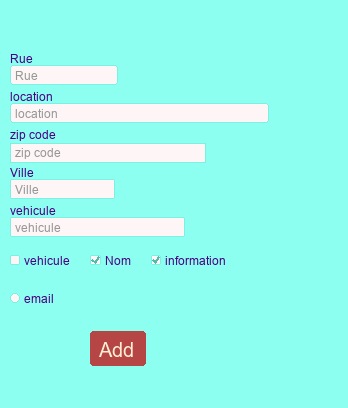 Rue
Rue
location
location
zip code
zip code
Ville
Ville
vehicule
vehicule
vehicule Nom information
email
Add